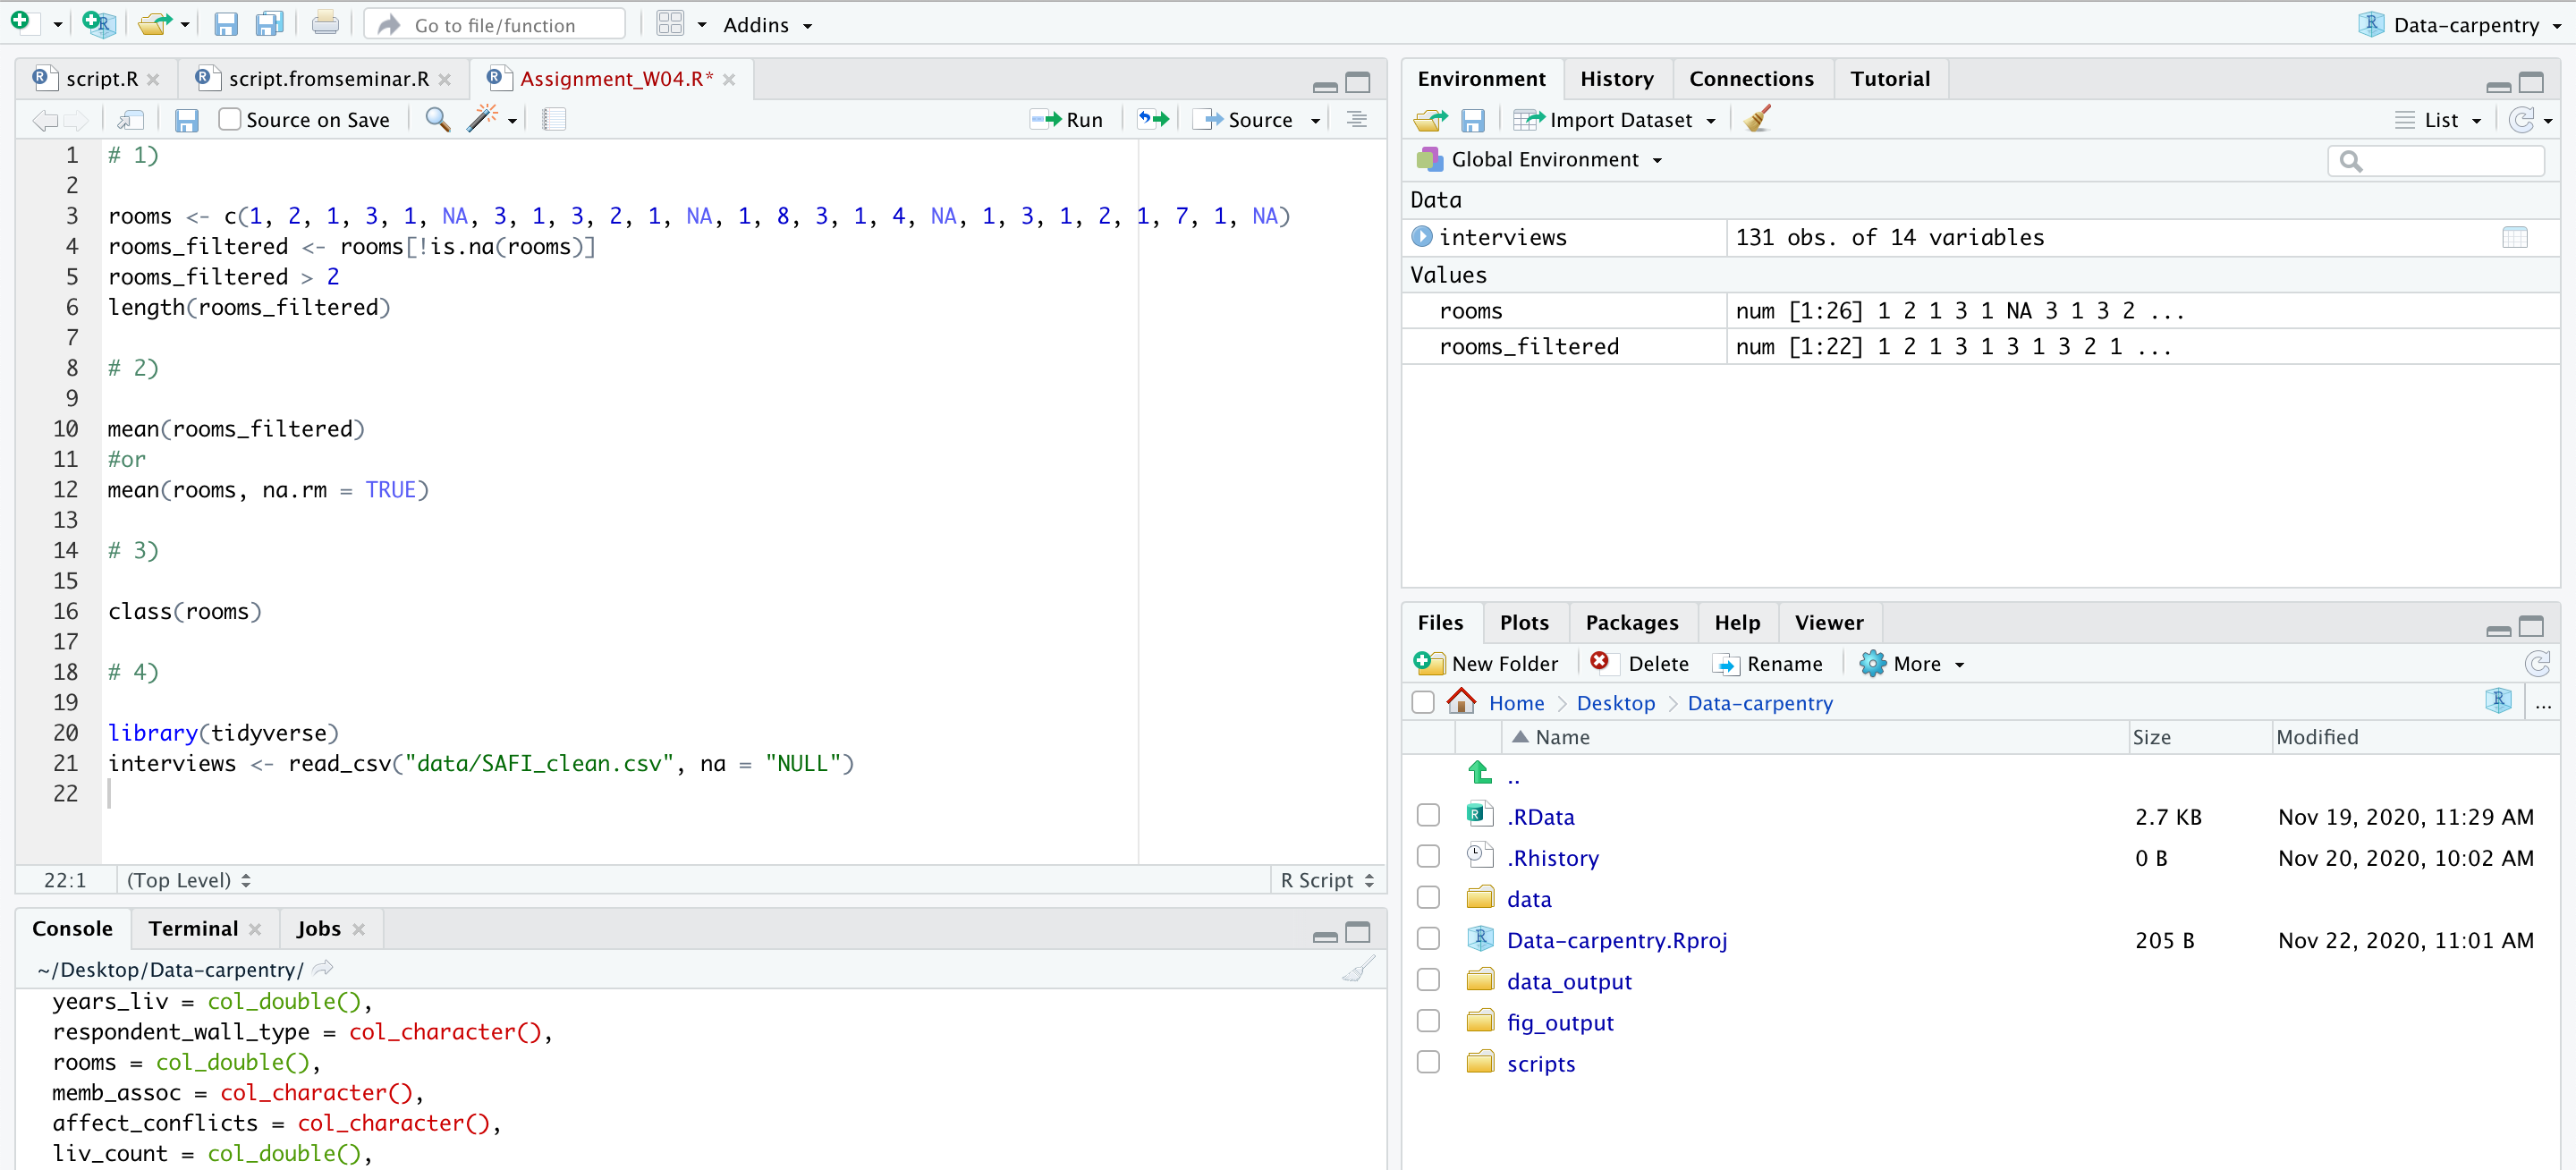 Go to file/function
Addins
Data-carpentry
script.R
script.fromseminar.R
Assignment_W04.R*
Source on Save
Run
Source
1 # 1)
2
3 rooms <- c(1, 2, 1, 3, 1, NA, 3, 1, 3, 2, 1, NA, 1, 8, 3, 1, 4, NA, 1, 3, 1, 2, 1, 7, 1, NA)
4 rooms_filtered <- rooms[!is.na(rooms)]
5 rooms_filtered > 2
6 length(rooms_filtered)
7
8 # 2)
9
10 mean(rooms_filtered)
11 #or
12 mean(rooms, na.rm = TRUE)
13
14 # 3)
15
16 class(rooms)
17
18 # 4)
19
20 library(tidyverse)
21 interviews <- read_csv("data/SAFI_clean.csv", na = "NULL")
22
22:1 (Top Level) R Script
Console Terminal Jobs
~/Desktop/Data-carpentry/
years_liv = col_double(),
respondent_wall_type = col_character(),
rooms = col_double(),
memb_assoc = col_character(),
affect_conflicts = col_character(),
liv_count = col_double(),
Environment History Connections Tutorial
Import Dataset List
Global Environment
Data
interviews 131 obs. of 14 variables
Values
rooms num [1:26] 1 2 1 3 1 NA 3 1 3 2 ...
rooms_filtered num [1:22] 1 2 1 3 1 3 1 3 2 1 ...
Files Plots Packages Help Viewer
New Folder Delete Rename More
Home Desktop Data-carpentry ...
Name Size Modified
..
.RData 2.7 KB Nov 19, 2020, 11:29 AM
.Rhistory 0 B Nov 20, 2020, 10:02 AM
data
Data-carpentry.Rproj 205 B Nov 22, 2020, 11:01 AM
data_output
fig_output
scripts